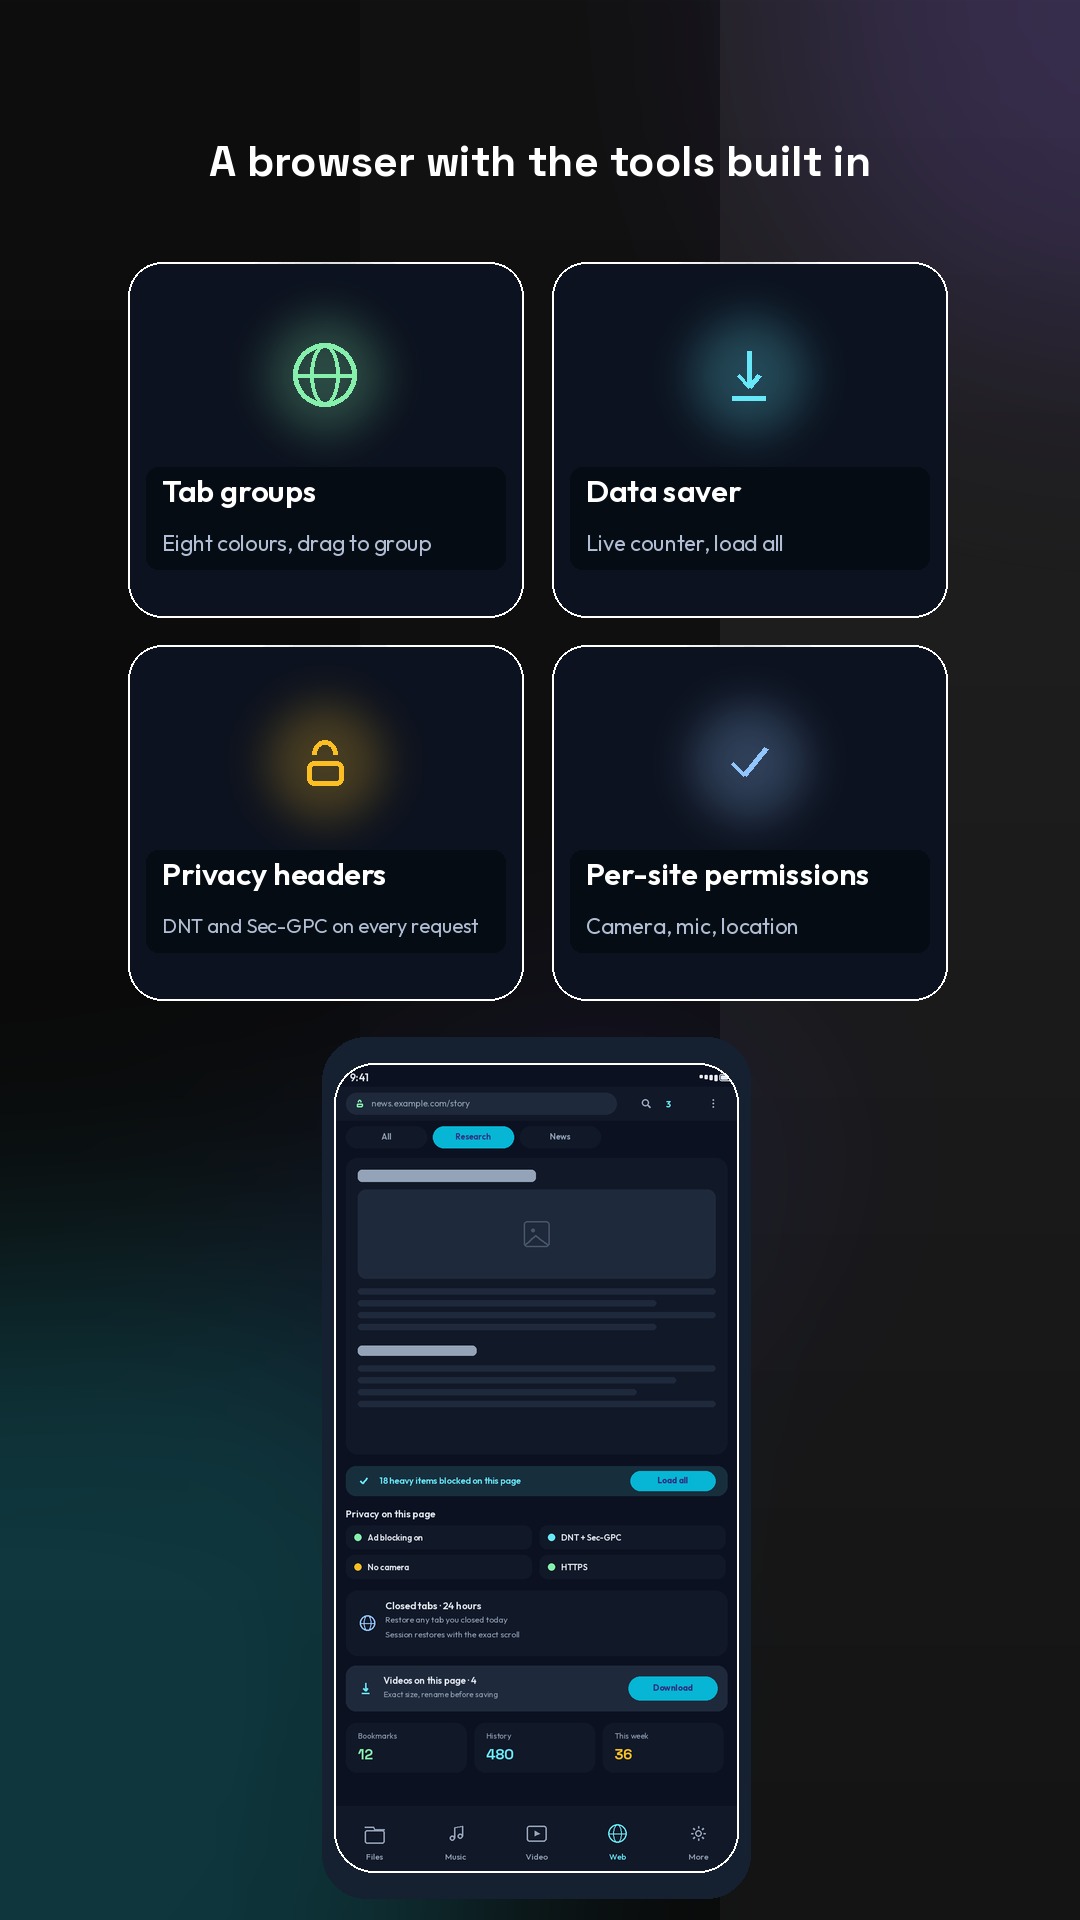 A browser with the tools built in
Tab groups
Eight colours, drag to group
Data saver
Live counter, load all
Privacy headers
DNT and Sec-GPC on every request
Per-site permissions
Camera, mic, location
9:41
news.example.com/story
3
All
Research
News
18 heavy items blocked on this page
Load all
Privacy on this page
Ad blocking on
DNT + Sec-GPC
No camera
HTTPS
Closed tabs · 24 hours
Restore any tab you closed today
Session restores with the exact scroll
Videos on this page · 4
Exact size, rename before saving
Download
Bookmarks
12
History
480
This week
36
Files
Music
Video
Web
More